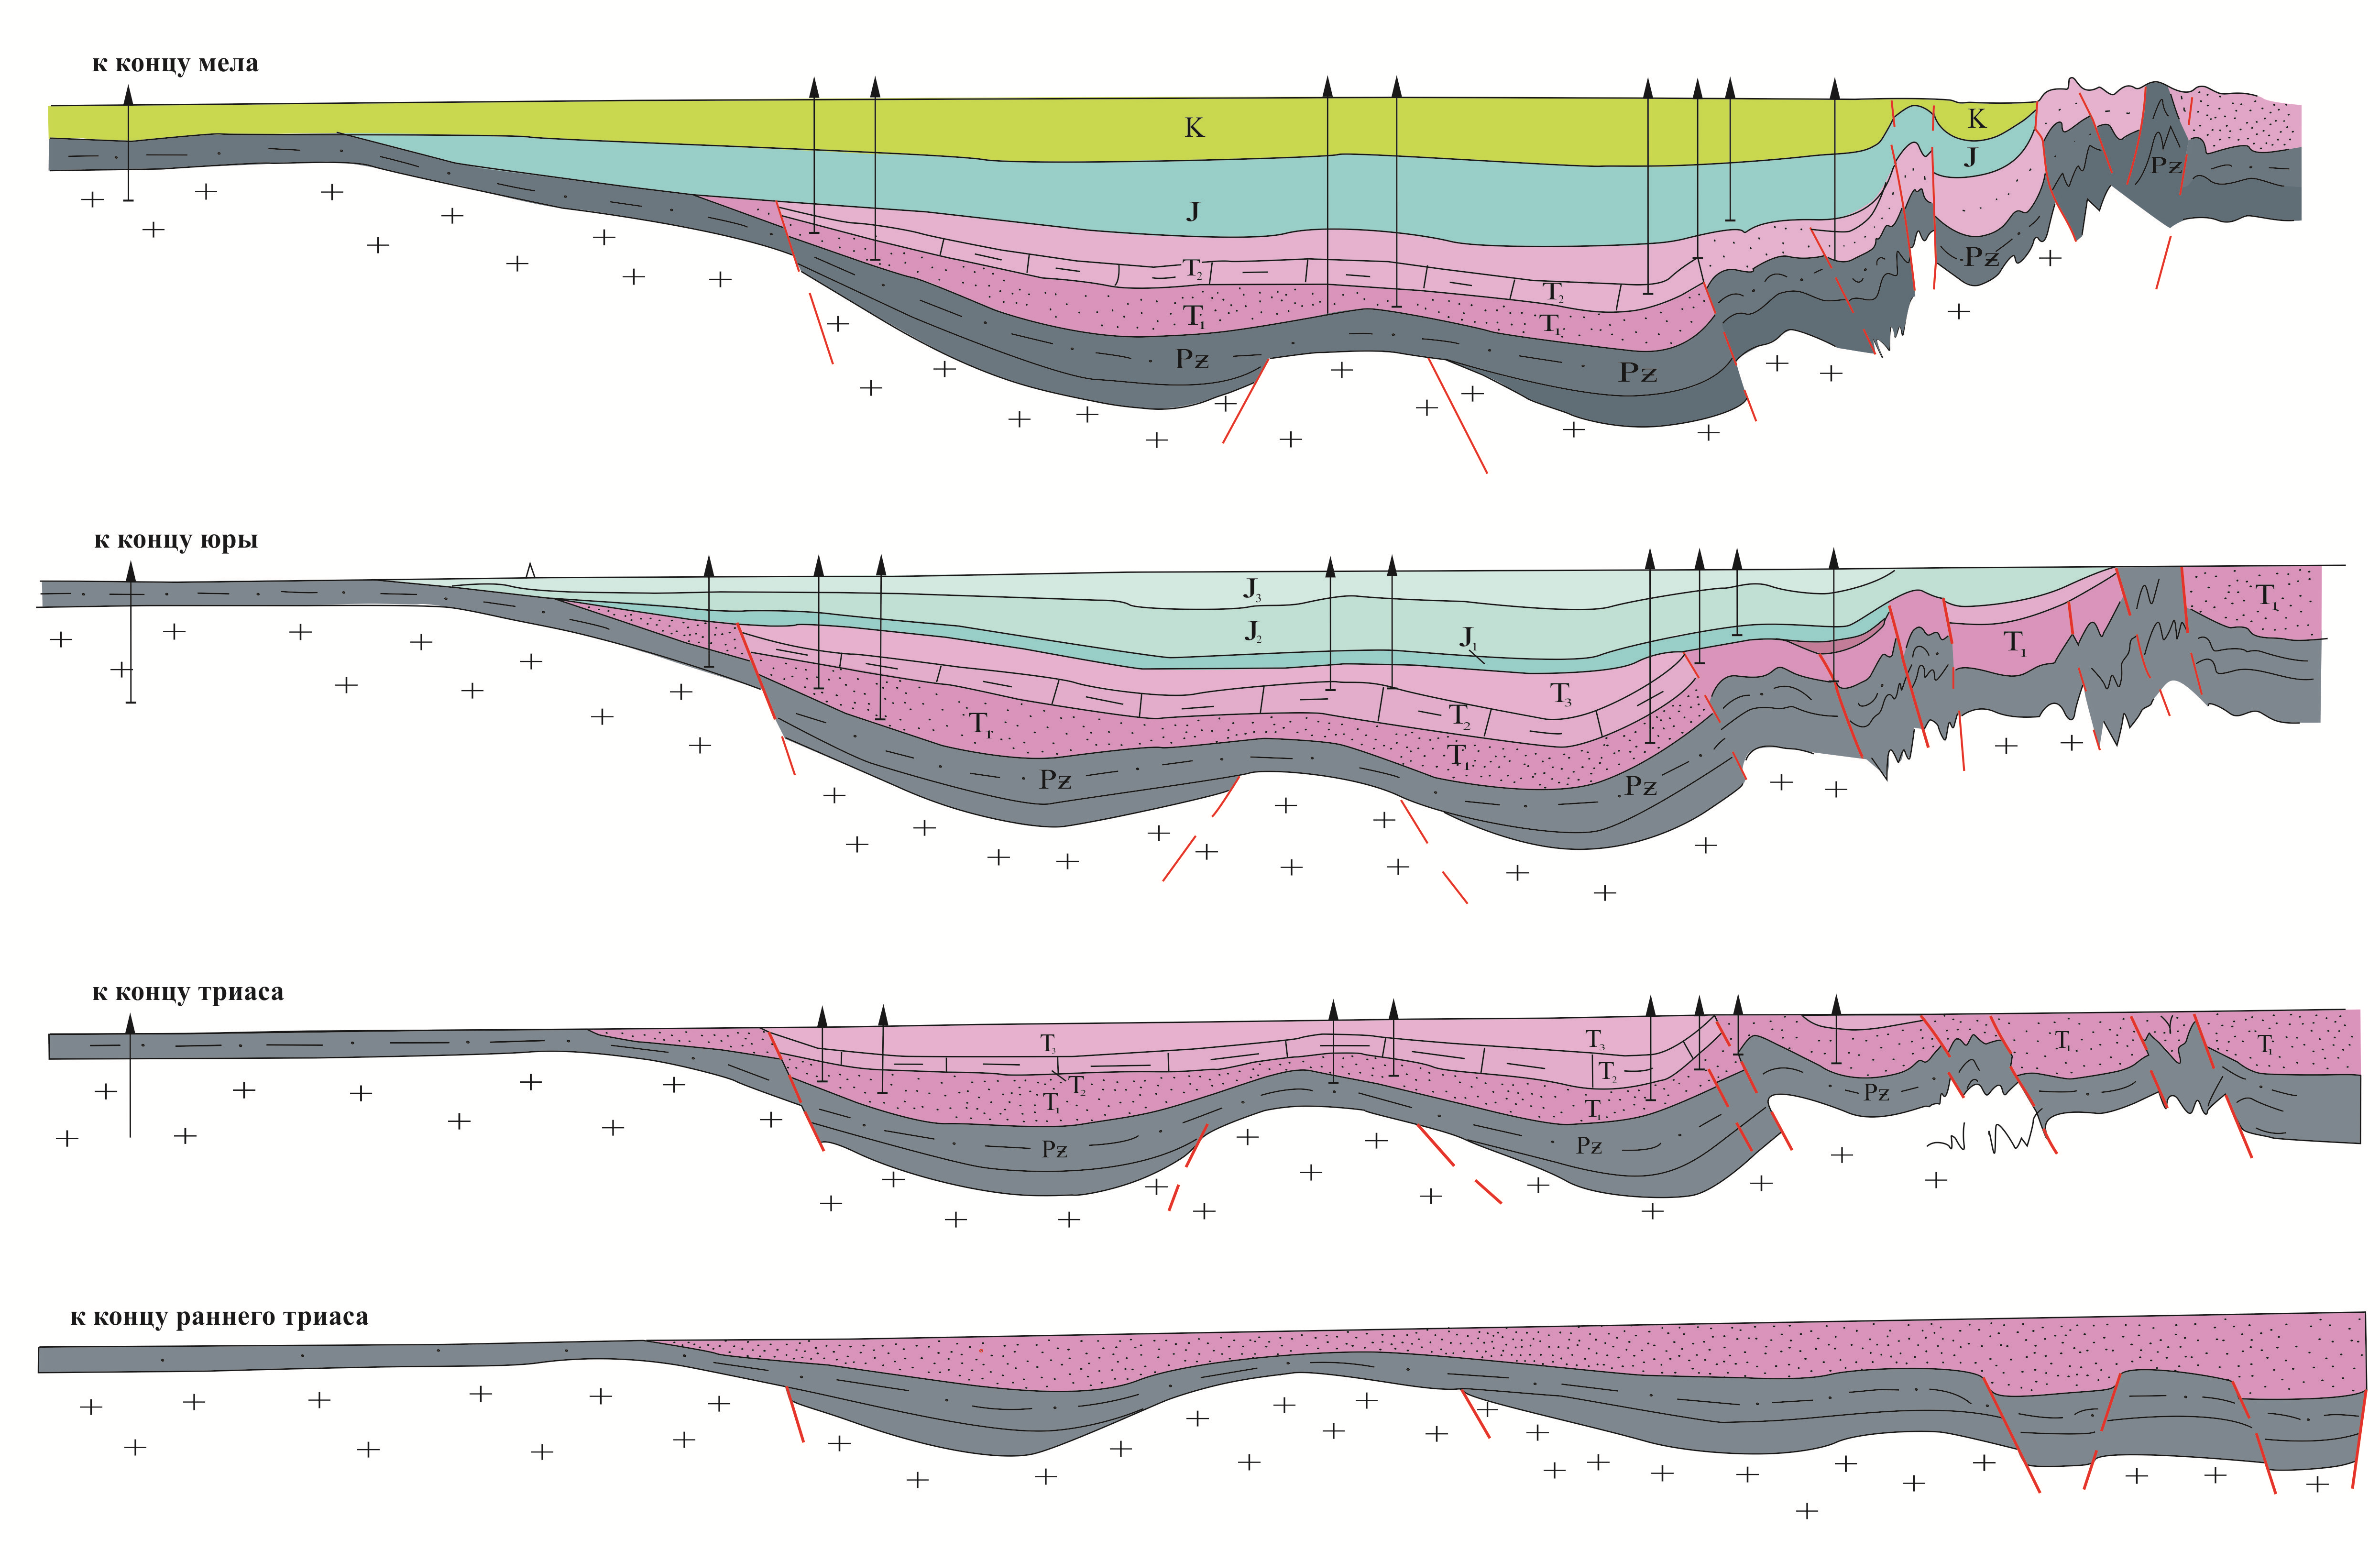 к концу мела
K
K
J
J
Pz
T2
T2
T1
T1
Pz
Pz
Pz
к концу юры
J3
J2
J1
T1
T1
T3
T2
T1
T1
Pz
Pz
к концу триаса
T3
T3
T2
T2
T1
T1
T1
T1
Pz
Pz
Pz
к концу раннего триаса